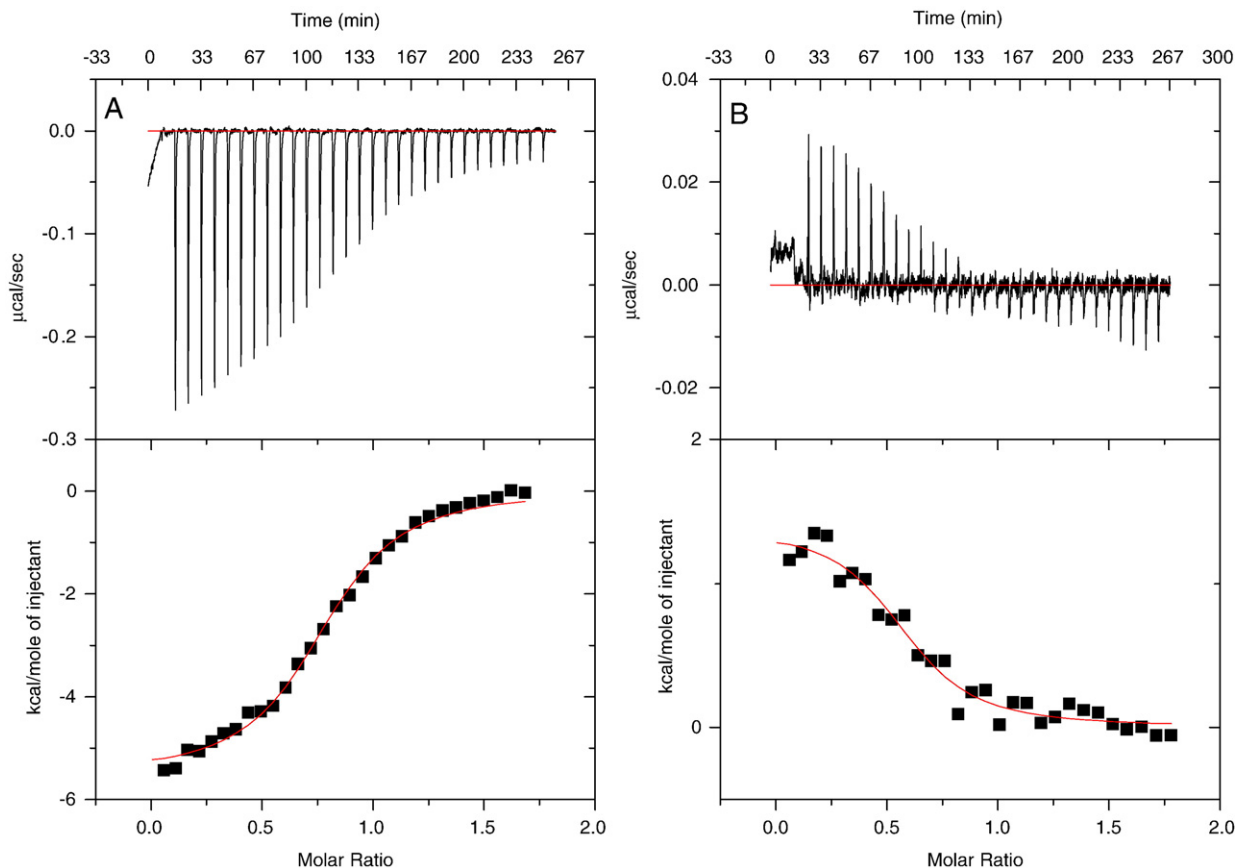 Time (min)
-33 0 33 67 100 133 167 200 233 267
A
0.0
-0.1
-0.2
-0.3
µcal/sec
0
-2
-4
-6
kcal/mole of injectant
0.0 0.5 1.0 1.5 2.0
Molar Ratio
Time (min)
-33 0 33 67 100 133 167 200 233 267 300
B
0.04
0.02
0.00
-0.02
µcal/sec
2
0
kcal/mole of injectant
0.0 0.5 1.0 1.5 2.0
Molar Ratio